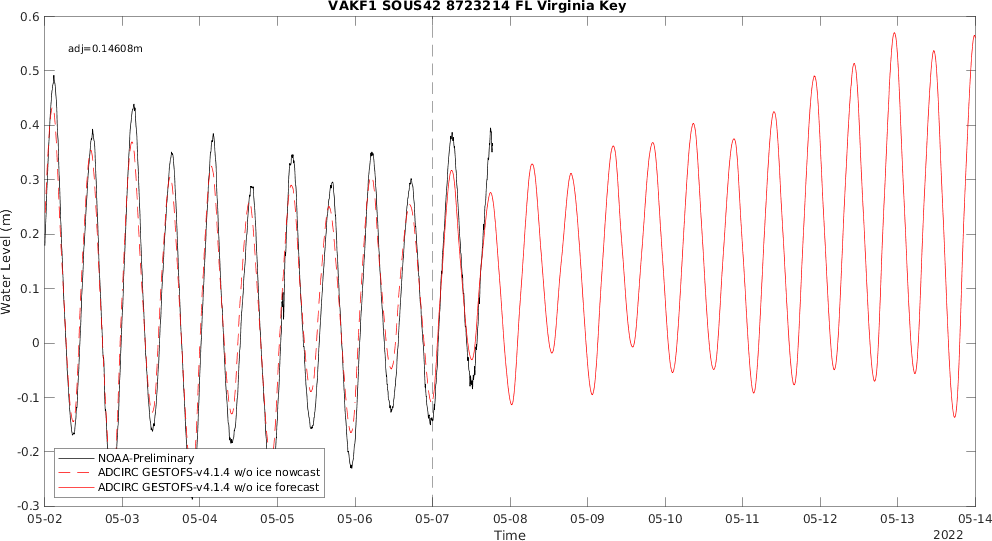 VAKF1 SOUS42 8723214 FL Virginia Key
adj=0.14608m
0.6
0.5
0.4
0.3
0.2
0.1
0
-0.1
-0.2
-0.3
Water Level (m)
NOAA-Preliminary
ADCIRC GESTOFS-v4.1.4 w/o ice nowcast
ADCIRC GESTOFS-v4.1.4 w/o ice forecast
05-02 05-03 05-04 05-05 05-06 05-07 05-08 05-09 05-10 05-11 05-12 05-13 05-14
Time
2022